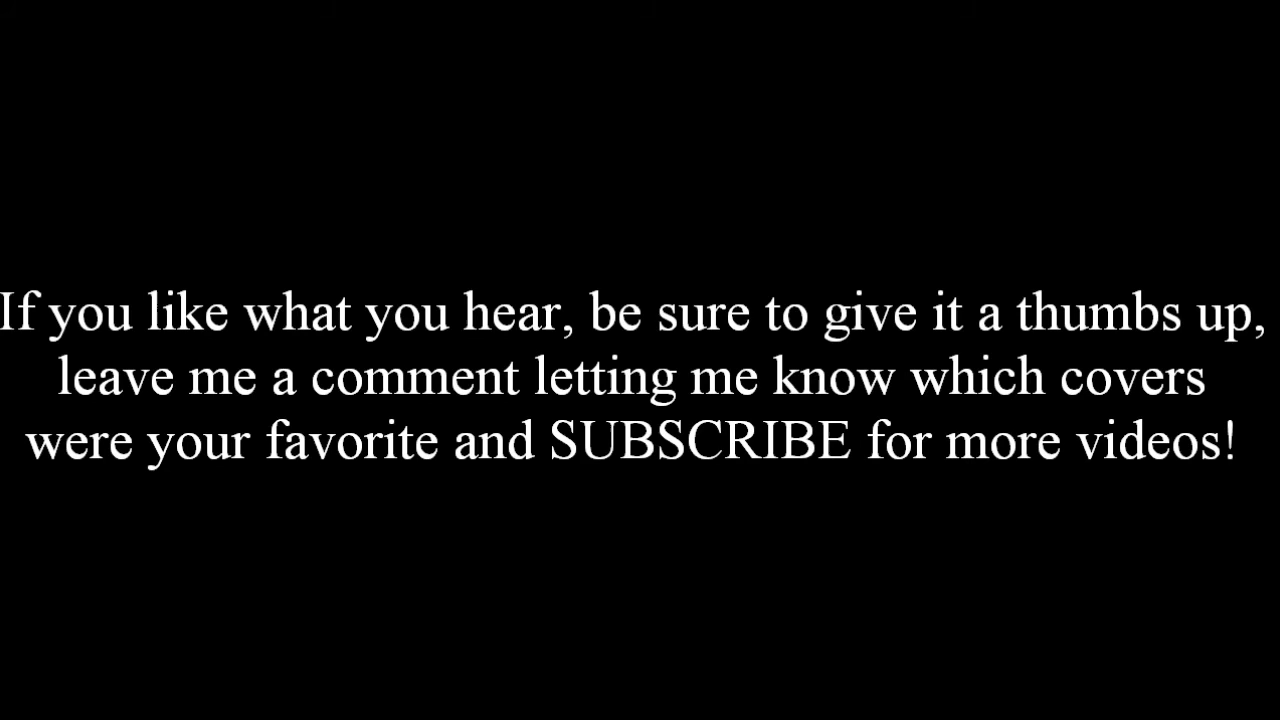 If you like what you hear, be sure to give it a thumbs up,
leave me a comment letting me know which covers
were your favorite and SUBSCRIBE for more videos!